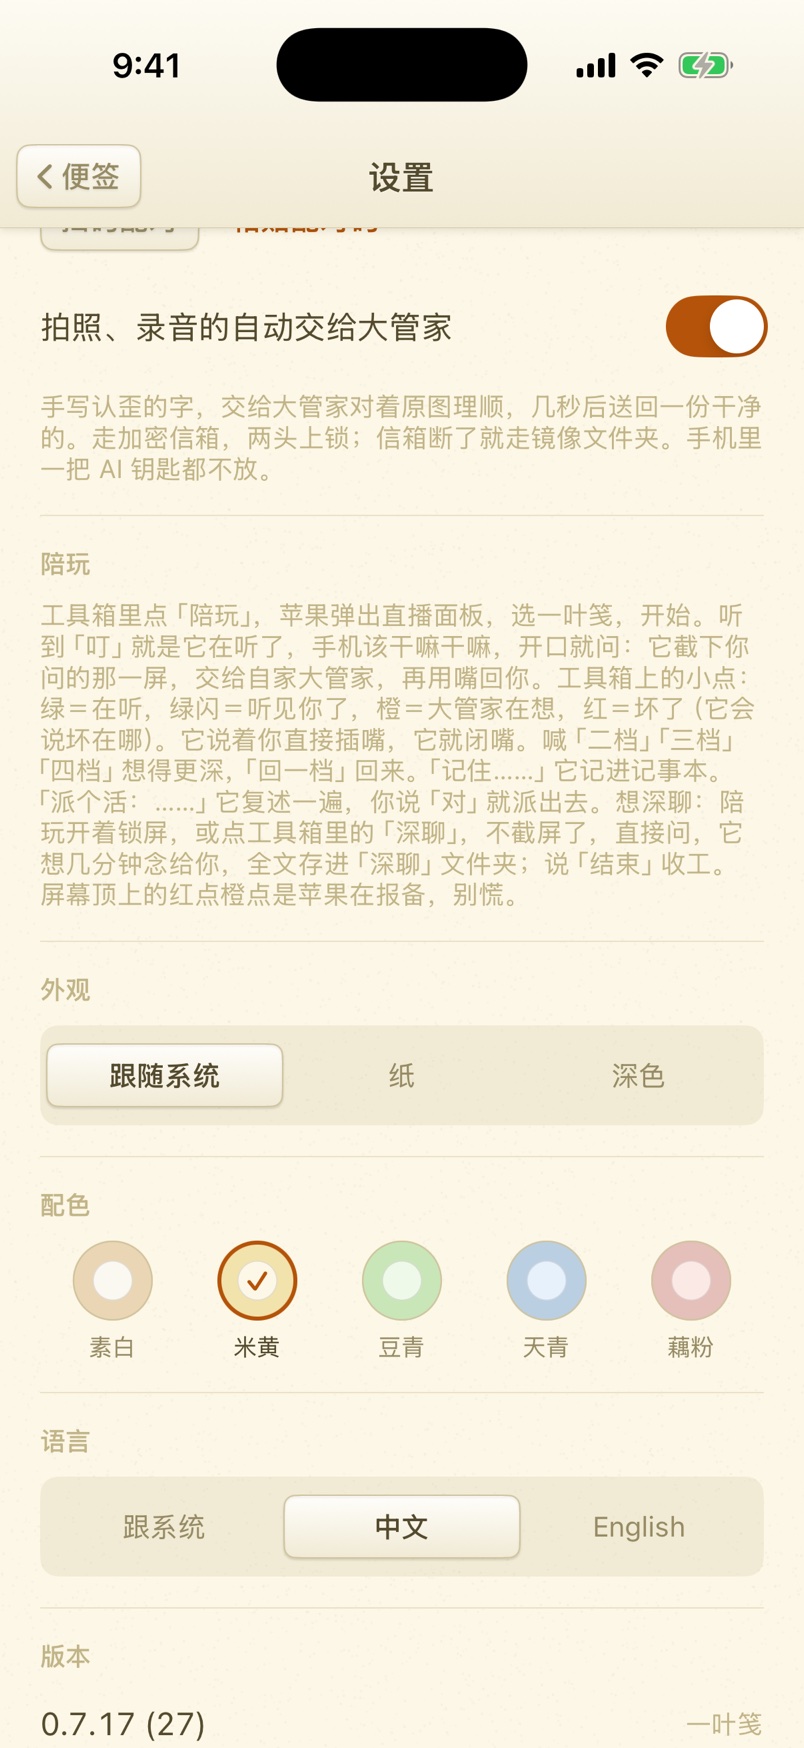 9:41
便签
设置
拍照、录音的自动交给大管家
手写认歪的字，交给大管家对着原图理顺，几秒后送回一份干净
的。走加密信箱，两头上锁；信箱断了就走镜像文件夹。手机里
一把 AI 钥匙都不放。
陪玩
工具箱里点「陪玩」，苹果弹出直播面板，选一叶笺，开始。听
到「叮」就是它在听了，手机该干嘛干嘛，开口就问：它截下你
问的那一屏，交给自家大管家，再用嘴回你。工具箱上的小点：
绿＝在听，绿闪＝听见你了，橙＝大管家在想，红＝坏了（它会
说坏在哪）。它说着你直接插嘴，它就闭嘴。喊「二档」「三档」
「四档」想得更深，「回一档」回来。「记住……」它记进记事本。
「派个活：……」它复述一遍，你说「对」就派出去。想深聊：陪
玩开着锁屏，或点工具箱里的「深聊」，不截屏了，直接问，它
想几分钟念给你，全文存进「深聊」文件夹；说「结束」收工。
屏幕顶上的红点橙点是苹果在报备，别慌。
外观
跟随系统 纸 深色
配色
素白 米黄 豆青 天青 藕粉
语言
跟系统 中文 English
版本
0.7.17 (27) 一叶笺